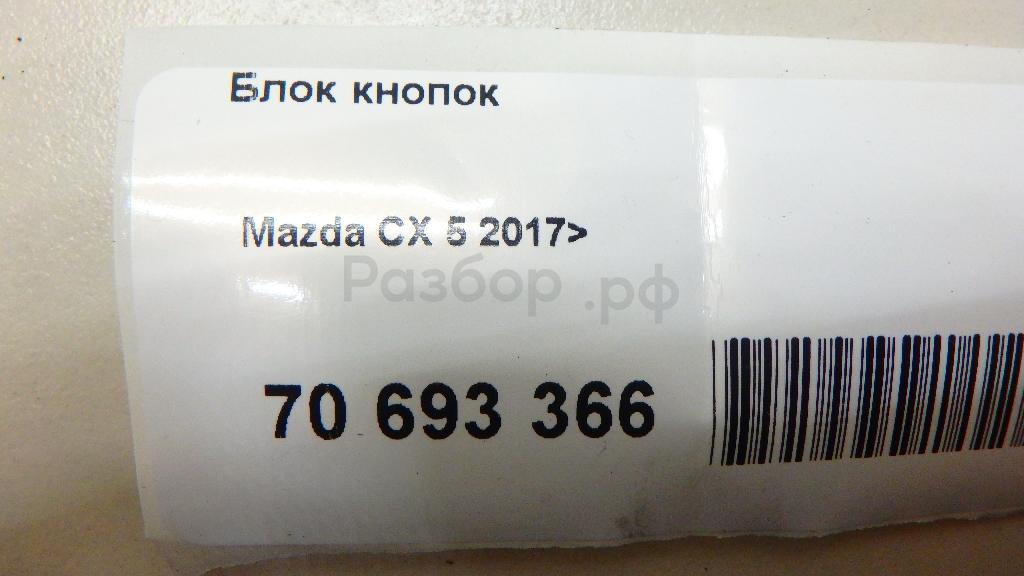 Блок кнопок
Mazda CX 5 2017>
Разбор.рф
70 693 366